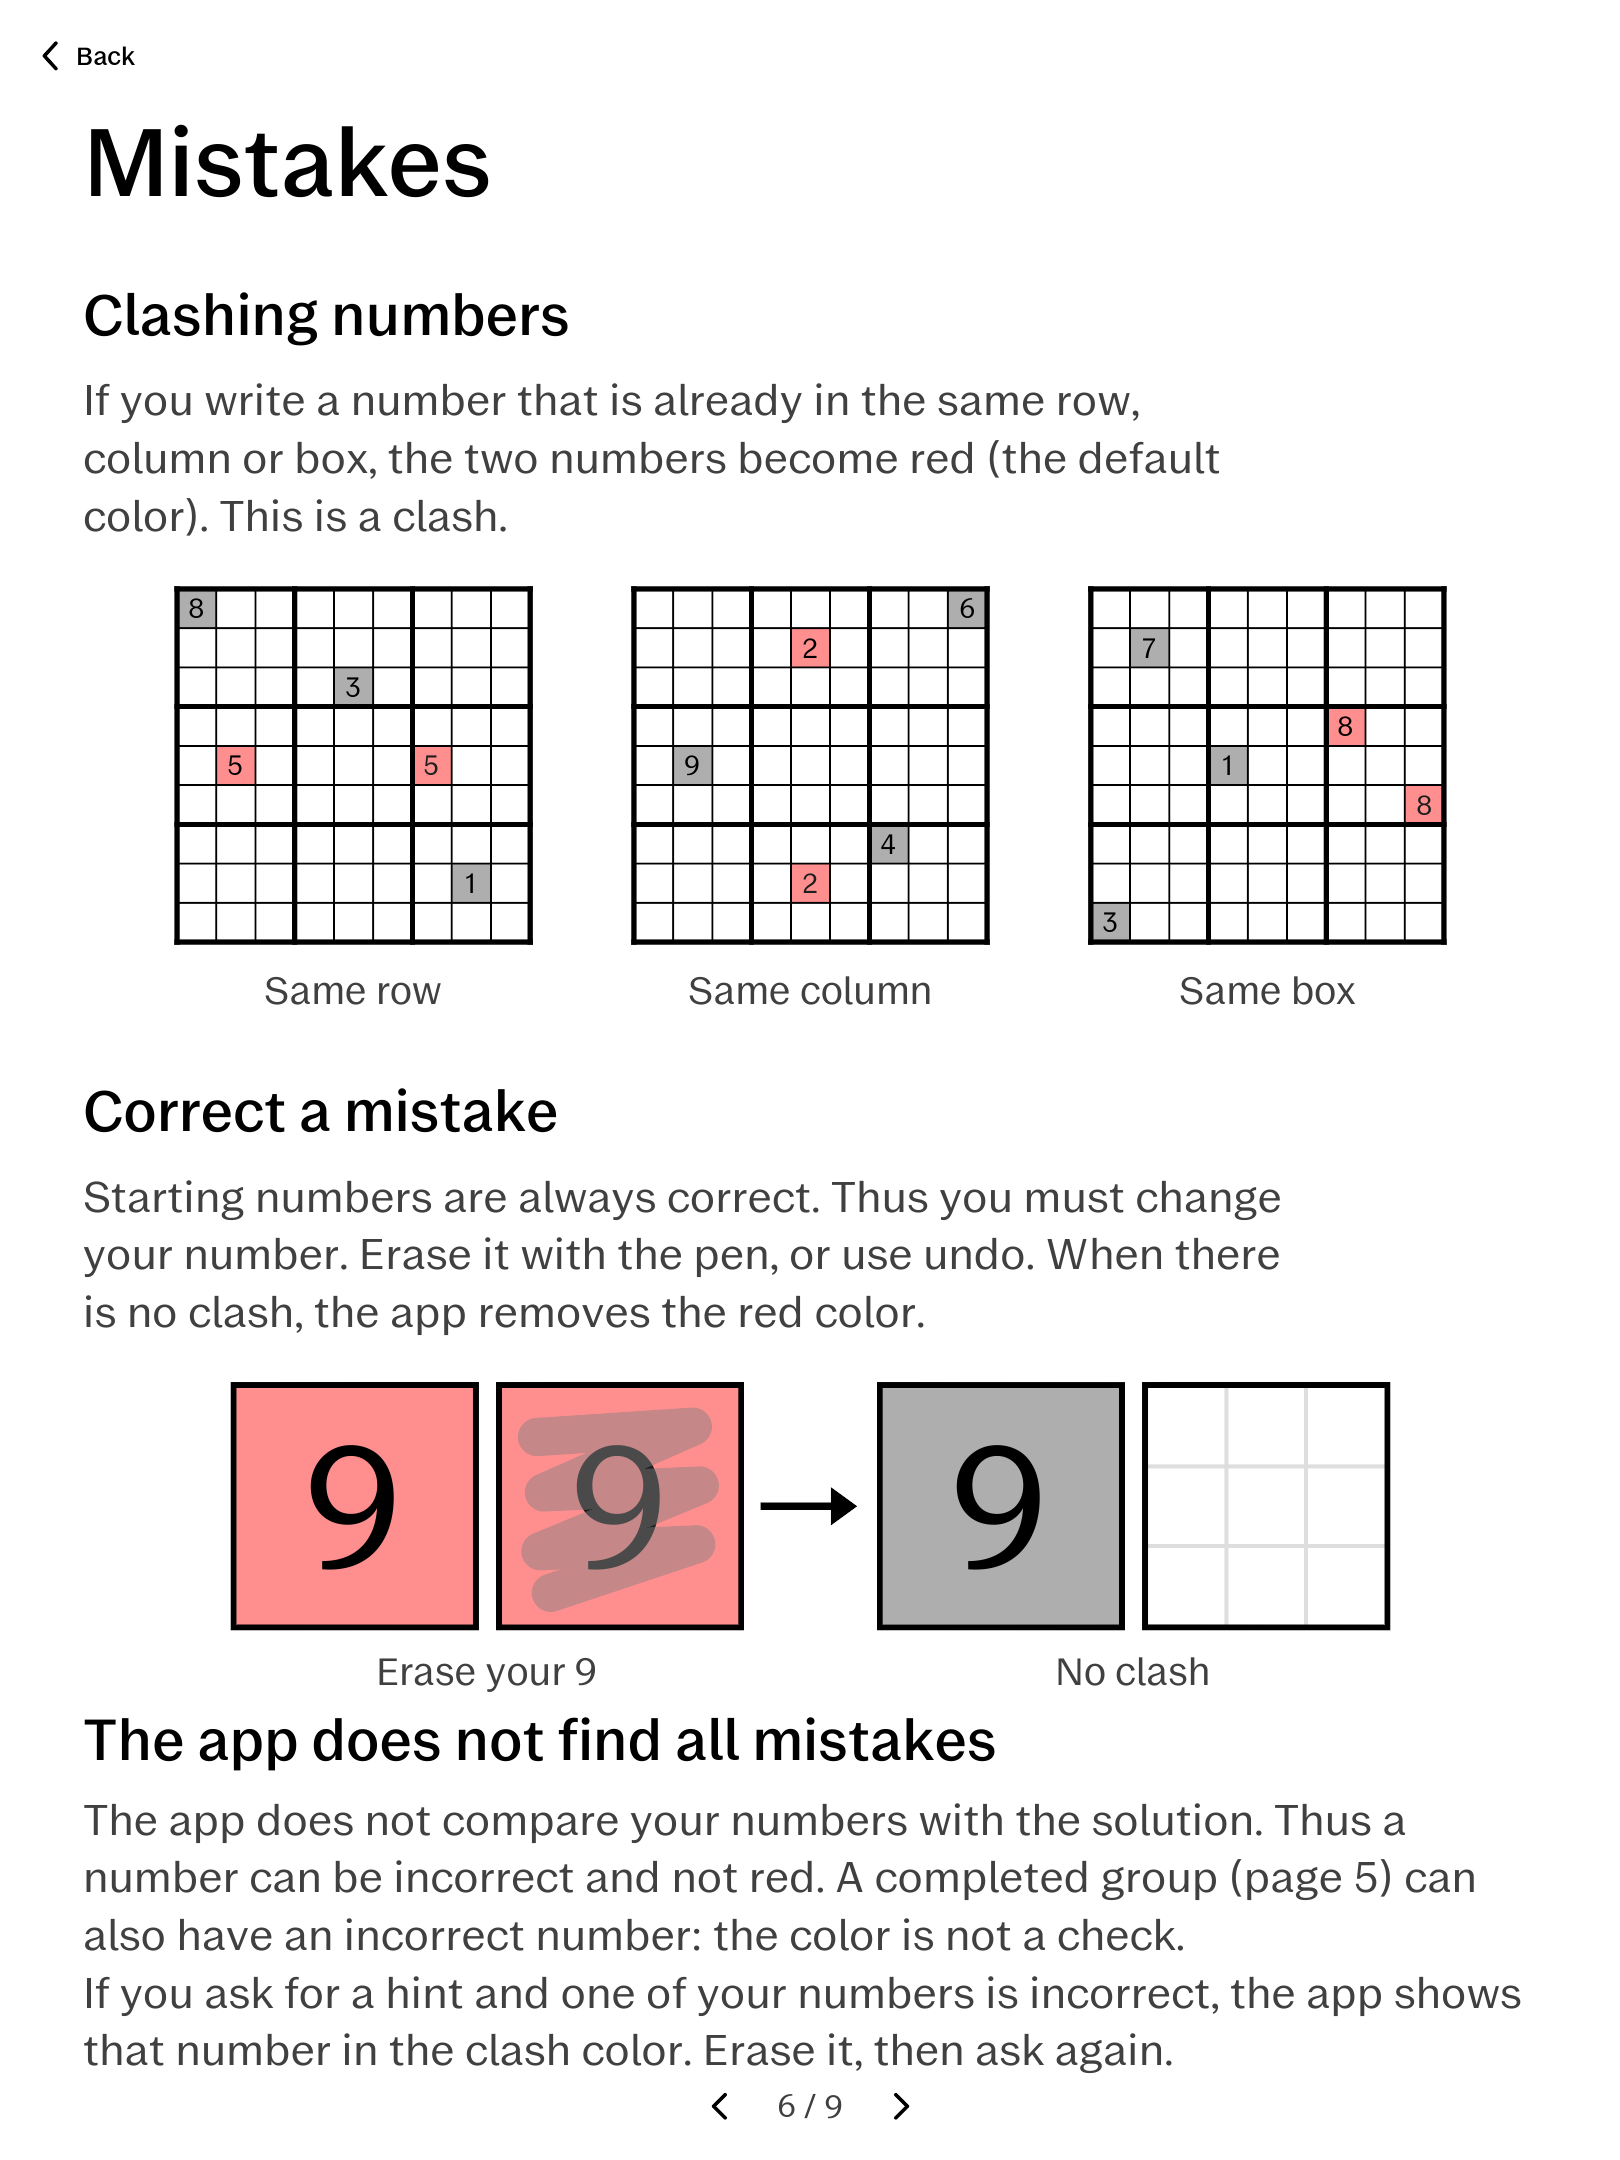 Back
Mistakes
Clashing numbers
If you write a number that is already in the same row,
column or box, the two numbers become red (the default
color). This is a clash.
8
3
5 5
1
Same row
6
2
9
4
2
Same column
7
8
1
8
3
Same box
Correct a mistake
Starting numbers are always correct. Thus you must change
your number. Erase it with the pen, or use undo. When there
is no clash, the app removes the red color.
9 9 9
Erase your 9
No clash
The app does not find all mistakes
The app does not compare your numbers with the solution. Thus a
number can be incorrect and not red. A completed group (page 5) can
also have an incorrect number: the color is not a check.
If you ask for a hint and one of your numbers is incorrect, the app shows
that number in the clash color. Erase it, then ask again.
6 / 9